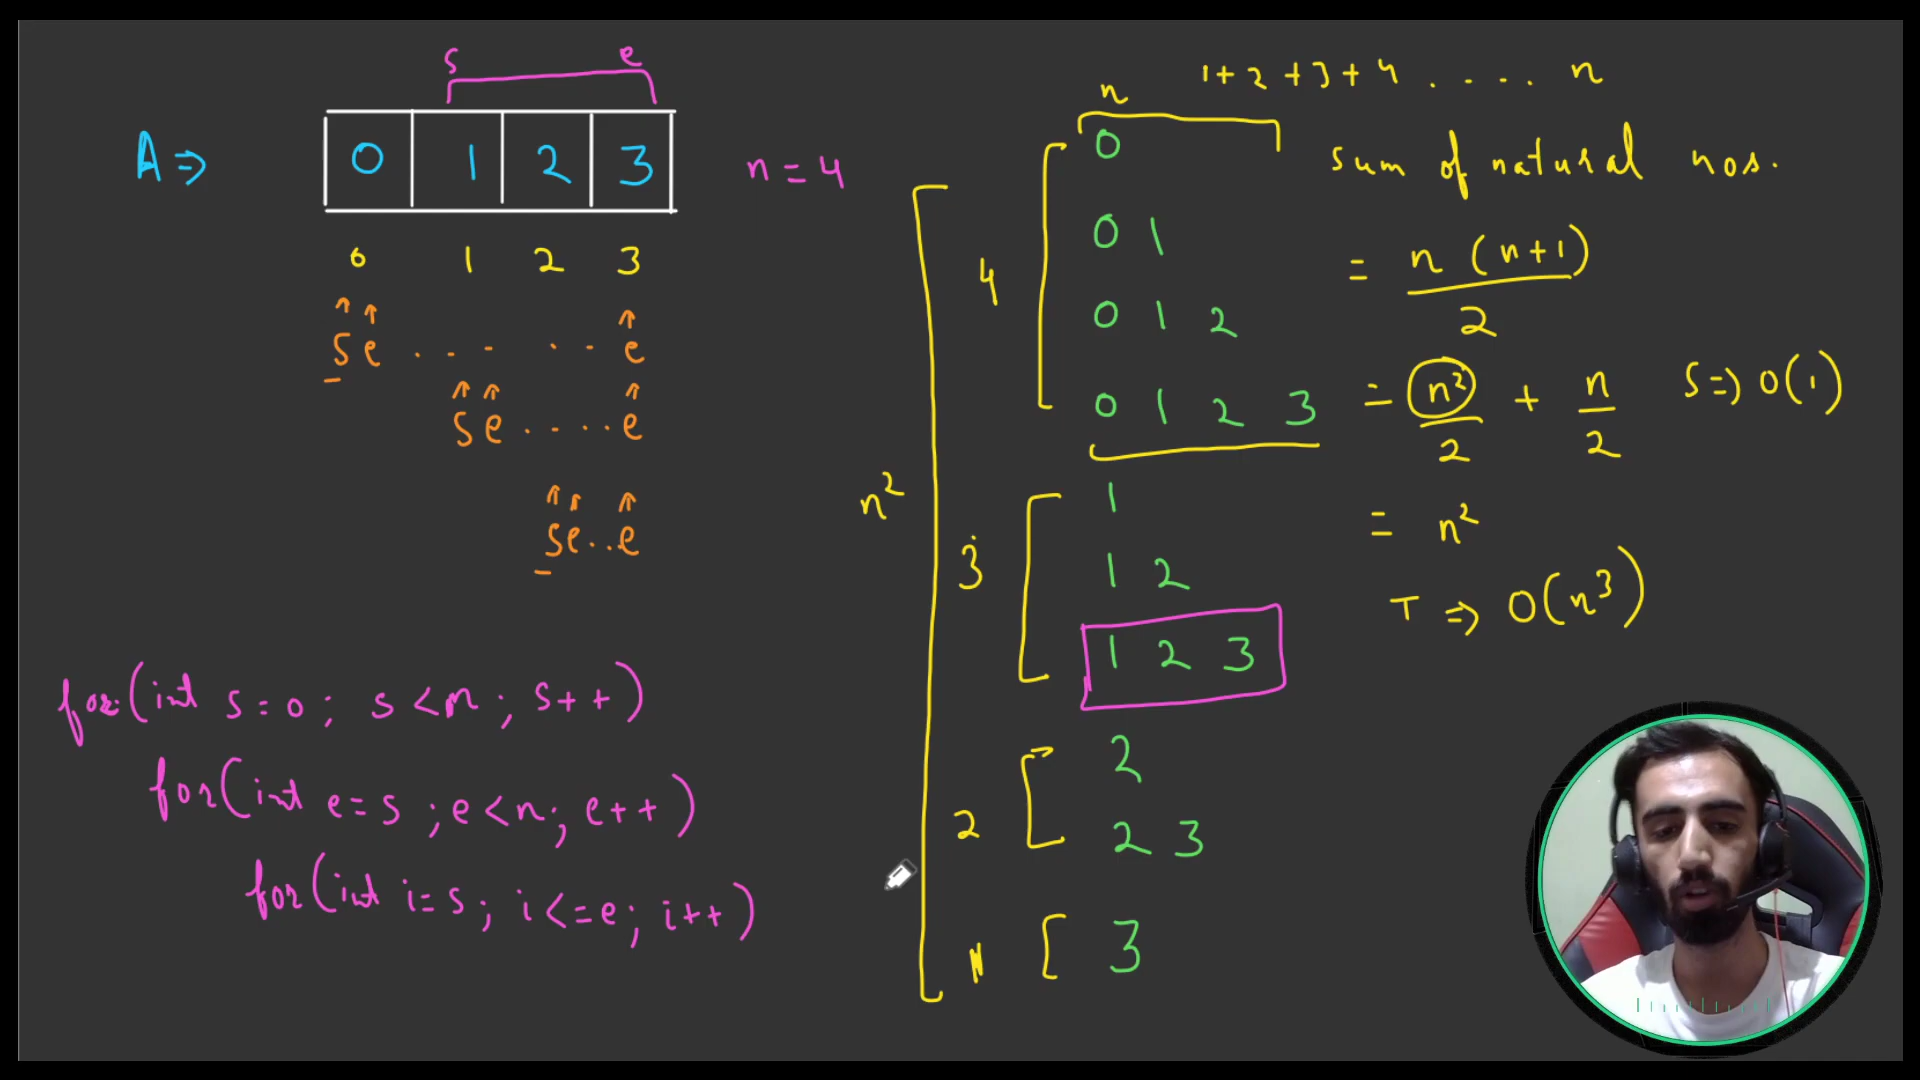 s e
A => 0 1 2 3 n = 4
0 1 2 3
s e . . . . . e
s e . . . . e
s e . . e
for(int s=0; s<n; s++)
for(int e=s; e<n; e++)
for(int i=s; i<=e; i++)
n²
4
n
0
0 1
0 1 2
0 1 2 3
3
1
1 2
1 2 3
2
2
2 3
1
3
1+2+3+4 . . . . n
sum of natural nos.
= n (n+1)
2
= n² + n
2 2
S => O(1)
= n²
T => O(n³)